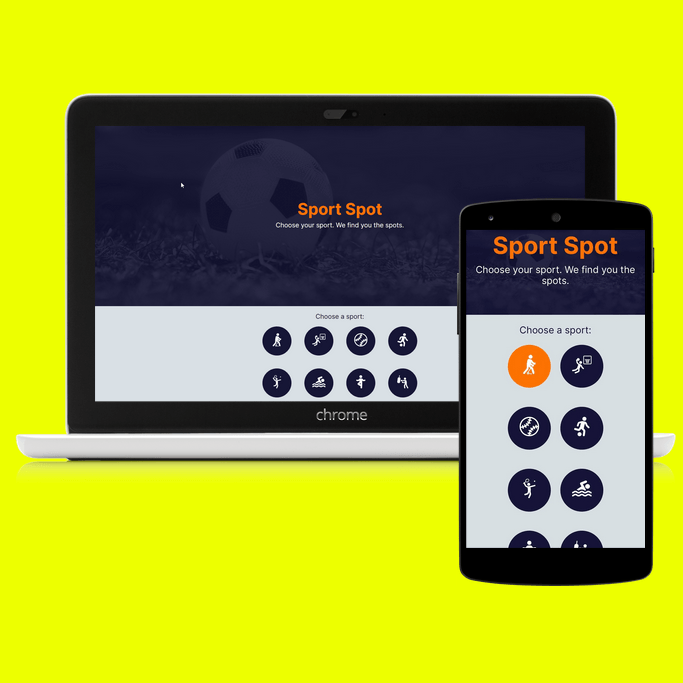 Sport Spot
Choose your sport. We find you the spots.
Choose a sport:
chrome
Sport Spot
Choose your sport. We find you the
spots.
Choose a sport: